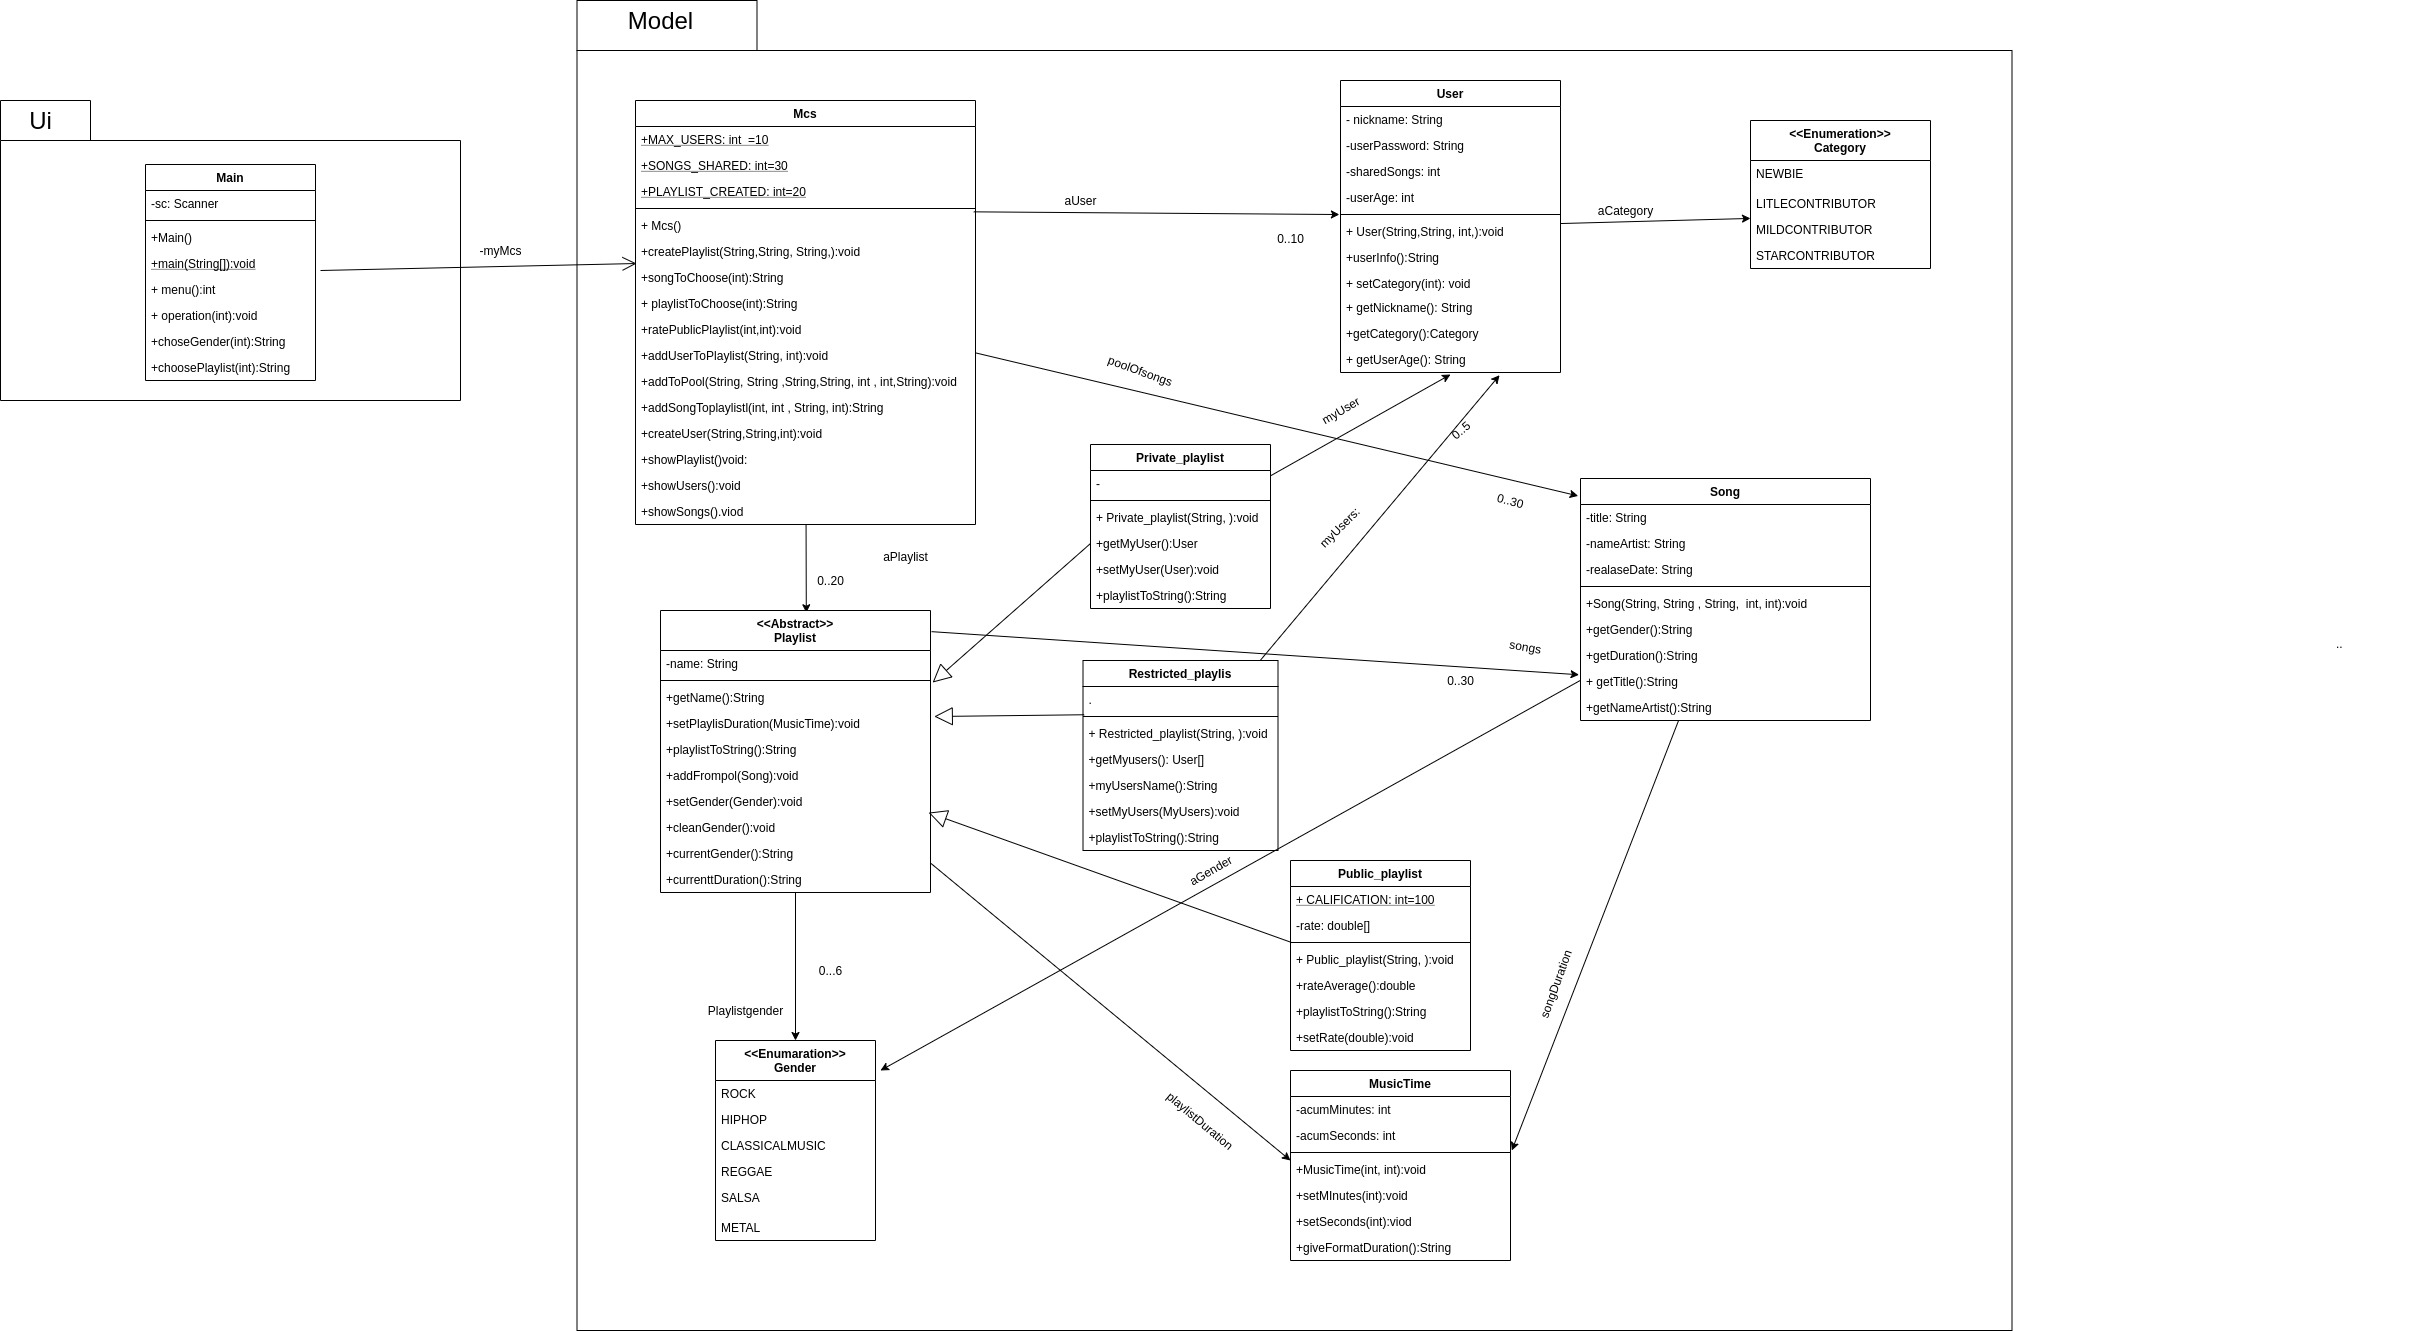 Model
Ui
Main
-sc: Scanner
+Main()
+main(String[]):void
+ menu():int
+ operation(int):void
+choseGender(int):String
+choosePlaylist(int):String
-myMcs
Mcs
+MAX_USERS: int  =10
+SONGS_SHARED: int=30
+PLAYLIST_CREATED: int=20
+ Mcs()
+createPlaylist(String,String, String,):void
+songToChoose(int):String
+ playlistToChoose(int):String
+ratePublicPlaylist(int,int):void
+addUserToPlaylist(String, int):void
+addToPool(String, String ,String,String, int , int,String):void
+addSongToplaylistl(int, int , String, int):String
+createUser(String,String,int):void
+showPlaylist()void:
+showUsers():void
+showSongs().viod
aUser
0..10
User
- nickname: String
-userPassword: String
-sharedSongs: int
-userAge: int
+ User(String,String, int,):void
+userInfo():String
+ setCategory(int): void
+ getNickname(): String
+getCategory():Category
+ getUserAge(): String
aCategory
<<Enumeration>>
Category
NEWBIE
LITLECONTRIBUTOR
MILDCONTRIBUTOR
STARCONTRIBUTOR
poolOfsongs
0..30
myUser
0..5
myUsers:
Private_playlist
-
+ Private_playlist(String, ):void
+getMyUser():User
+setMyUser(User):void
+playlistToString():String
Song
-title: String
-nameArtist: String
-realaseDate: String
+Song(String, String , String,  int, int):void
+getGender():String
+getDuration():String
+ getTitle():String
+getNameArtist():String
aPlaylist
0..20
<<Abstract>>
Playlist
-name: String
+getName():String
+setPlaylisDuration(MusicTime):void
+playlistToString():String
+addFrompol(Song):void
+setGender(Gender):void
+cleanGender():void
+currentGender():String
+currenttDuration():String
songs
0..30
..
Restricted_playlis
.
+ Restricted_playlist(String, ):void
+getMyusers(): User[]
+myUsersName():String
+setMyUsers(MyUsers):void
+playlistToString():String
aGender
Public_playlist
+ CALIFICATION: int=100
-rate: double[]
+ Public_playlist(String, ):void
+rateAverage():double
+playlistToString():String
+setRate(double):void
songDuration
0...6
Playlistgender
<<Enumaration>>
Gender
ROCK
HIPHOP
CLASSICALMUSIC
REGGAE
SALSA
METAL
playlistDuration
MusicTime
-acumMinutes: int
-acumSeconds: int
+MusicTime(int, int):void
+setMInutes(int):void
+setSeconds(int):viod
+giveFormatDuration():String